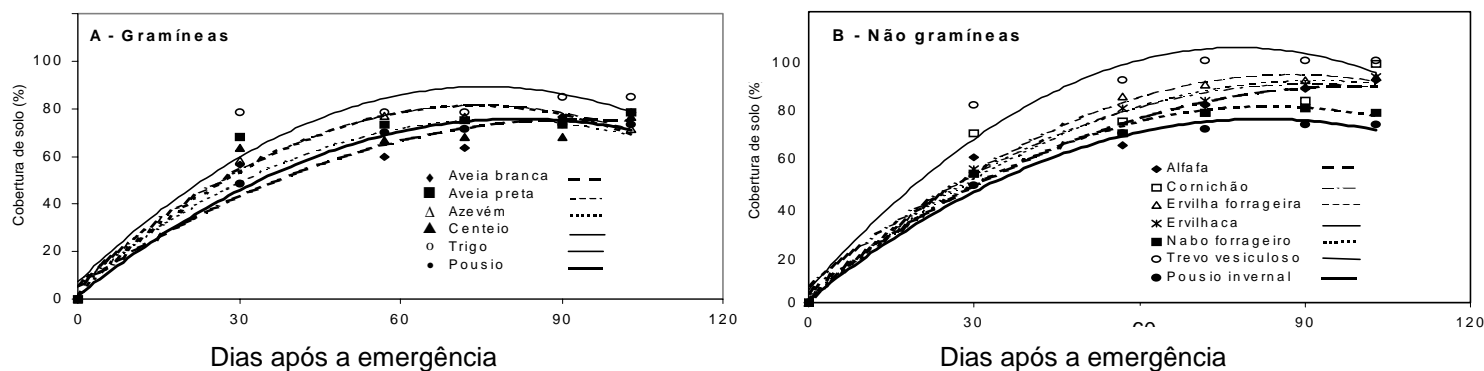 A - Gramíneas
Cobertura de solo (%)
100
80
60
40
20
0
Aveia branca
Aveia preta
Azevém
Centeio
Trigo
Pousio
0 30 60 90 120
Dias após a emergência
B - Não gramíneas
Cobertura de solo (%)
100
80
60
40
20
0
Alfafa
Cornichão
Ervilha forrageira
Ervilhaca
Nabo forrageiro
Trevo vesiculoso
Pousio invernal
0 30 60 90 120
Dias após a emergência